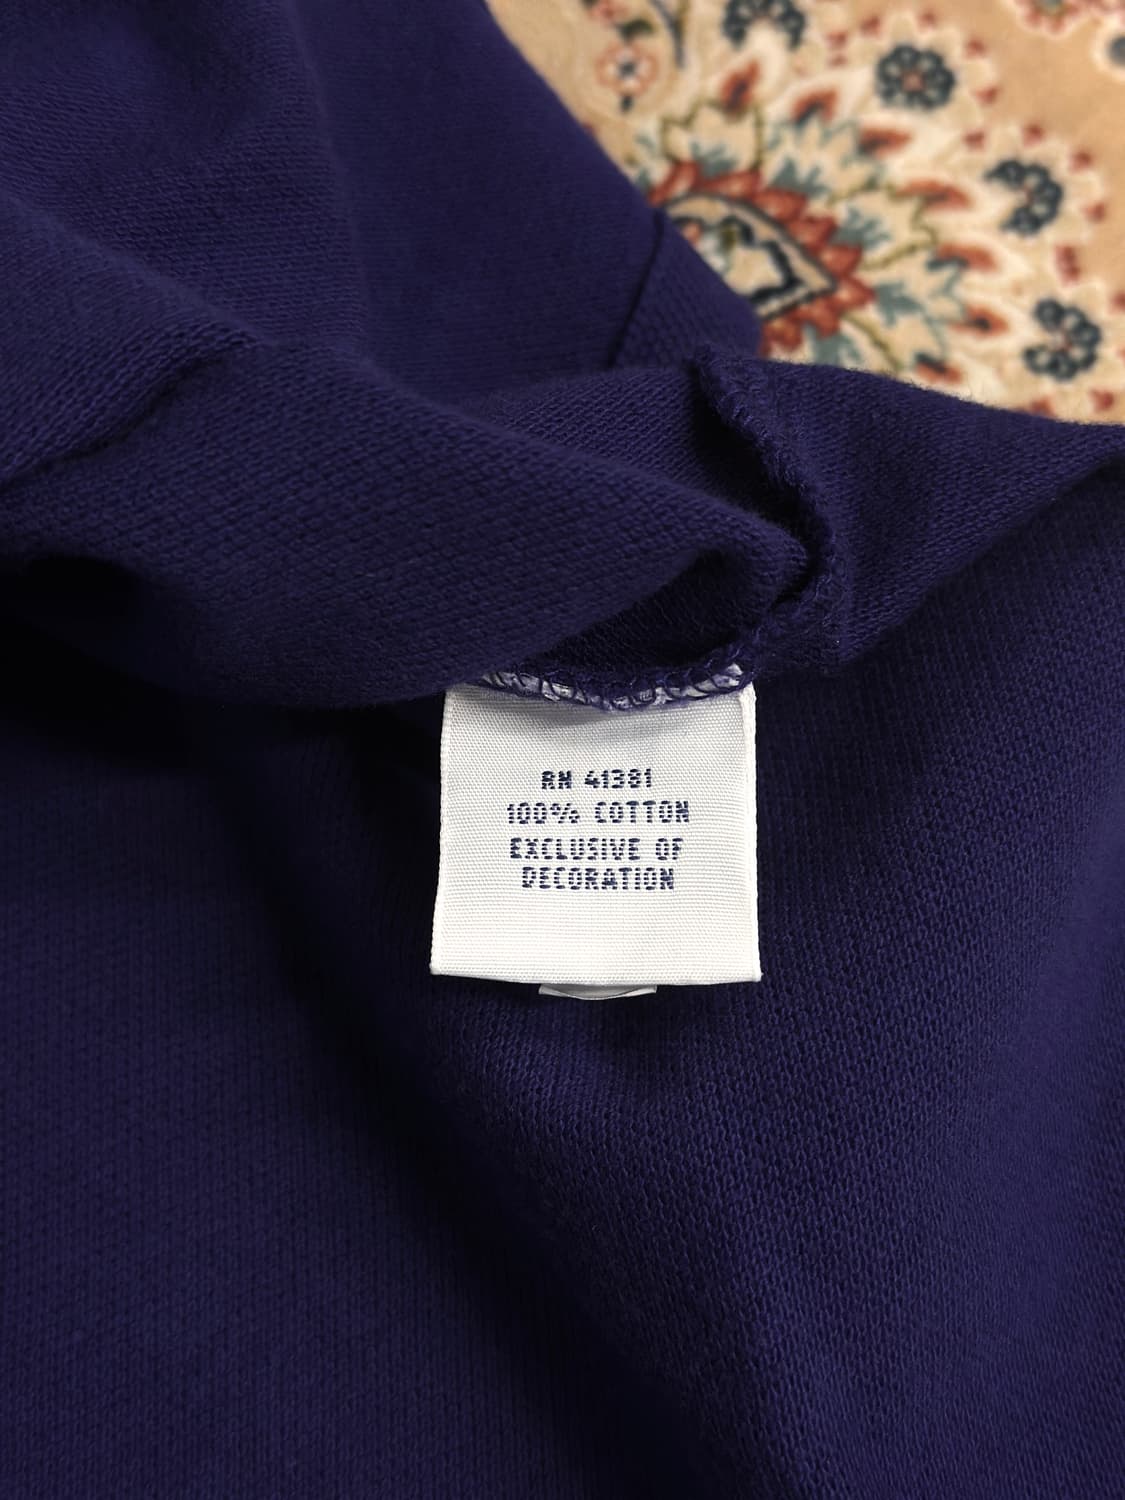 RN 41381
100% COTTON
EXCLUSIVE OF
DECORATION